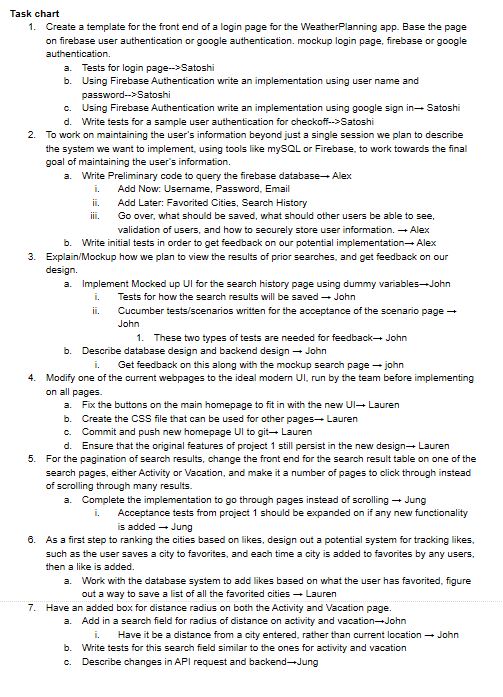 Task chart
1. Create a template for the front end of a login page for the WeatherPlanning app. Base the page
on firebase user authentication or google authentication. mockup login page, firebase or google
authentication.
a. Tests for login page-->Satoshi
b. Using Firebase Authentication write an implementation using user name and
password-->Satoshi
c. Using Firebase Authentication write an implementation using google sign in→ Satoshi
d. Write tests for a sample user authentication for checkoff-->Satoshi
2. To work on maintaining the user's information beyond just a single session we plan to describe
the system we want to implement, using tools like mySQL or Firebase, to work towards the final
goal of maintaining the user's information.
a. Write Preliminary code to query the firebase database→ Alex
i. Add Now: Username, Password, Email
ii. Add Later: Favorited Cities, Search History
iii. Go over, what should be saved, what should other users be able to see,
validation of users, and how to securely store user information. → Alex
b. Write initial tests in order to get feedback on our potential implementation→ Alex
3. Explain/Mockup how we plan to view the results of prior searches, and get feedback on our
design.
a. Implement Mocked up UI for the search history page using dummy variables→John
i. Tests for how the search results will be saved → John
ii. Cucumber tests/scenarios written for the acceptance of the scenario page →
John
1. These two types of tests are needed for feedback→ John
b. Describe database design and backend design → John
i. Get feedback on this along with the mockup search page → john
4. Modify one of the current webpages to the ideal modern UI, run by the team before implementing
on all pages.
a. Fix the buttons on the main homepage to fit in with the new UI→ Lauren
b. Create the CSS file that can be used for other pages→ Lauren
c. Commit and push new homepage UI to git→ Lauren
d. Ensure that the original features of project 1 still persist in the new design→ Lauren
5. For the pagination of search results, change the front end for the search result table on one of the
search pages, either Activity or Vacation, and make it a number of pages to click through instead
of scrolling through many results.
a. Complete the implementation to go through pages instead of scrolling → Jung
i. Acceptance tests from project 1 should be expanded on if any new functionality
is added → Jung
6. As a first step to ranking the cities based on likes, design out a potential system for tracking likes,
such as the user saves a city to favorites, and each time a city is added to favorites by any users,
then a like is added.
a. Work with the database system to add likes based on what the user has favorited, figure
out a way to save a list of all the favorited cities → Lauren
7. Have an added box for distance radius on both the Activity and Vacation page.
a. Add in a search field for radius of distance on activity and vacation→John
i. Have it be a distance from a city entered, rather than current location → John
b. Write tests for this search field similar to the ones for activity and vacation
c. Describe changes in API request and backend→Jung